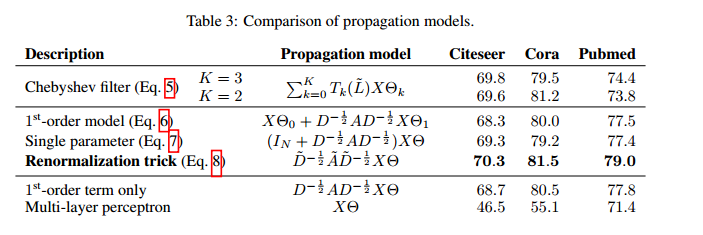 Table 3: Comparison of propagation models.
Description Propagation model Citeseer Cora Pubmed
Chebyshev filter (Eq. 5) K = 3 ∑_{k=0}^{K} T_k(L̃)XΘ_k 69.8 79.5 74.4
K = 2 69.6 81.2 73.8
1st-order model (Eq. 6) XΘ_0 + D^{-1/2}AD^{-1/2}XΘ_1 68.3 80.0 77.5
Single parameter (Eq. 7) (I_N + D^{-1/2}AD^{-1/2})XΘ 69.3 79.2 77.4
Renormalization trick (Eq. 8) D̃^{-1/2}ÃD̃^{-1/2}XΘ 70.3 81.5 79.0
1st-order term only D^{-1/2}AD^{-1/2}XΘ 68.7 80.5 77.8
Multi-layer perceptron XΘ 46.5 55.1 71.4